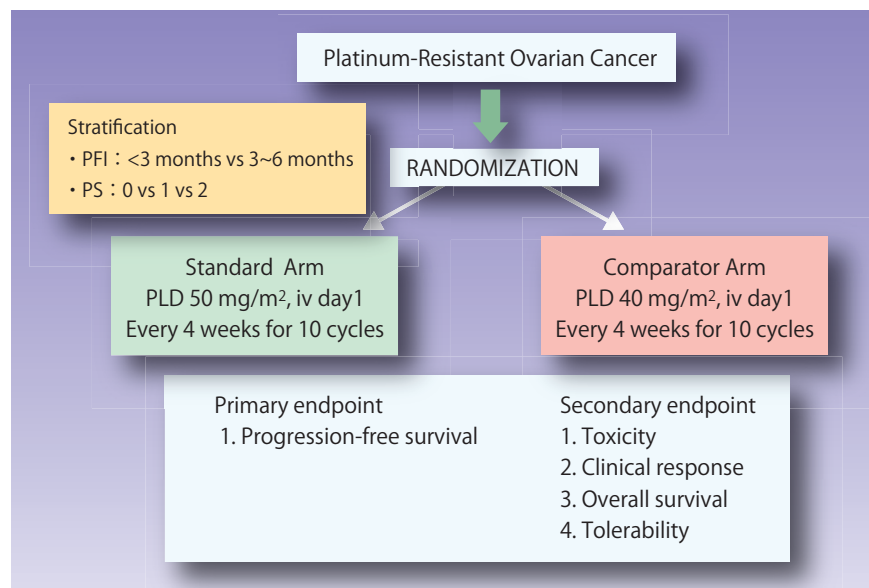 Platinum-Resistant Ovarian Cancer
Stratification
・PFI：<3 months vs 3~6 months
・PS：0 vs 1 vs 2
RANDOMIZATION
Standard Arm
PLD 50 mg/m², iv day1
Every 4 weeks for 10 cycles
Comparator Arm
PLD 40 mg/m², iv day1
Every 4 weeks for 10 cycles
Primary endpoint
1. Progression-free survival
Secondary endpoint
1. Toxicity
2. Clinical response
3. Overall survival
4. Tolerability